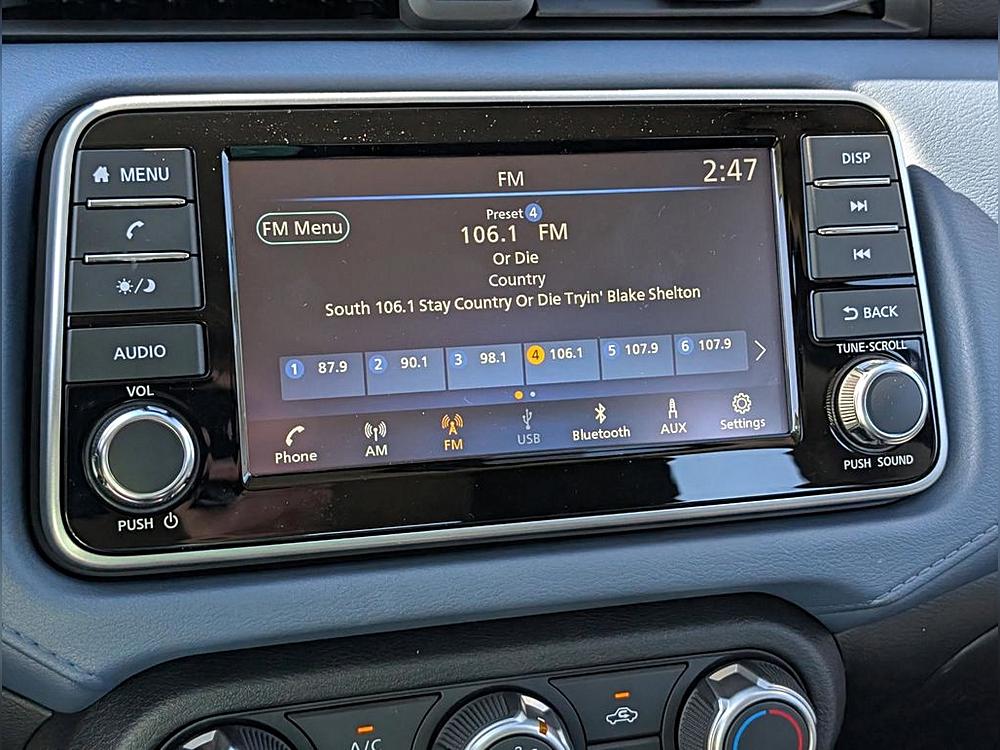 MENU
DISP
FM
2:47
FM Menu
Preset 4
106.1 FM
Or Die
Country
South 106.1 Stay Country Or Die Tryin' Blake Shelton
BACK
AUDIO
TUNE·SCROLL
1 87.9 2 90.1 3 98.1 4 106.1 5 107.9 6 107.9
VOL
Phone AM FM USB Bluetooth AUX Settings
PUSH SOUND
PUSH
A/C